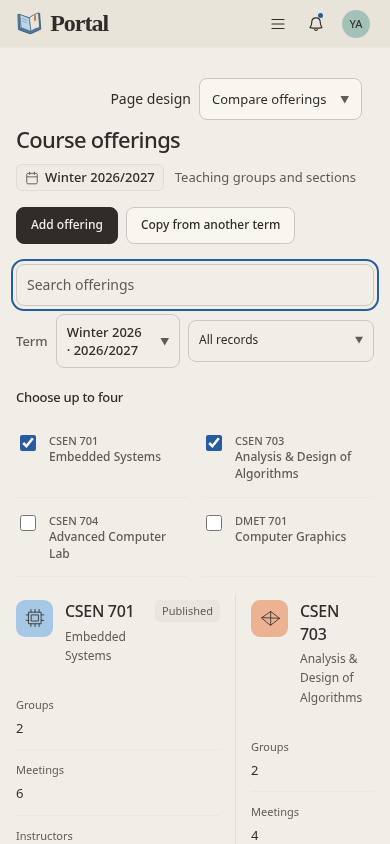 Portal
YA
Page design
Compare offerings
Course offerings
Winter 2026/2027
Teaching groups and sections
Add offering
Copy from another term
Search offerings
Term
Winter 2026
· 2026/2027
All records
Choose up to four
CSEN 701
Embedded Systems
CSEN 703
Analysis & Design of
Algorithms
CSEN 704
Advanced Computer
Lab
DMET 701
Computer Graphics
CSEN 701
Published
Embedded
Systems
Groups
2
Meetings
6
Instructors
CSEN
703
Analysis &
Design of
Algorithms
Groups
2
Meetings
4